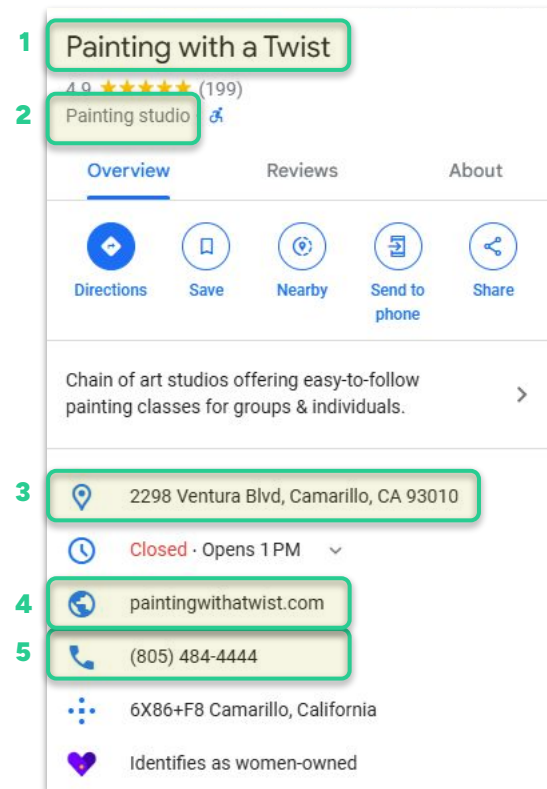 1 Painting with a Twist
4.9 (199)
2 Painting studio
Overview Reviews About
Directions Save Nearby Send to phone Share
Chain of art studios offering easy-to-follow
painting classes for groups & individuals.
3 2298 Ventura Blvd, Camarillo, CA 93010
Closed · Opens 1 PM
4 paintingwithatwist.com
5 (805) 484-4444
6X86+F8 Camarillo, California
Identifies as women-owned